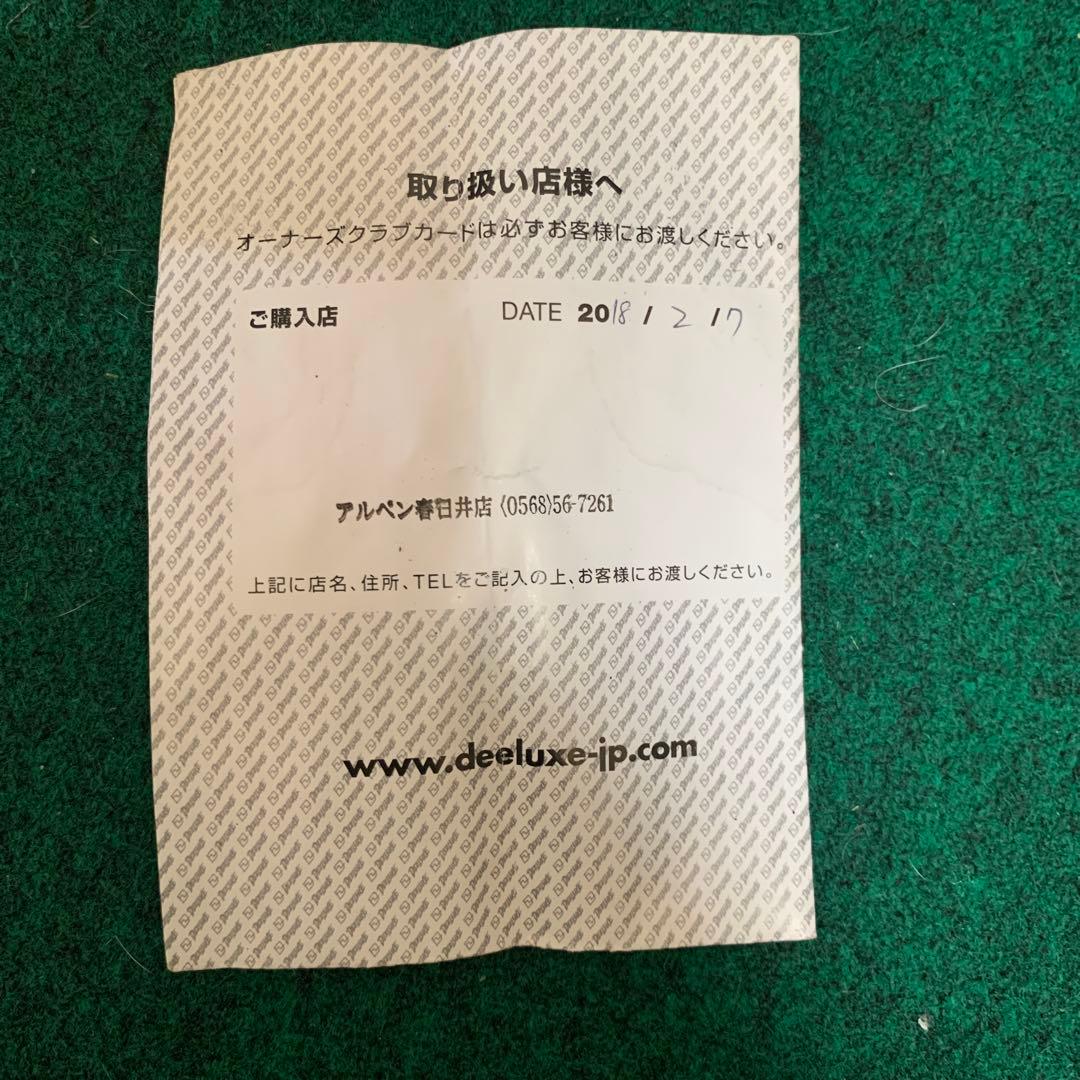 取り扱い店様へ
オーナーズクラブカードは必ずお客様にお渡しください。
ご購入店 DATE 2018 / 2 / 7
アルペン春日井店 (0568)56-7261
上記に店名、住所、TELをご記入の上、お客様にお渡しください。
www.deeluxe-jp.com